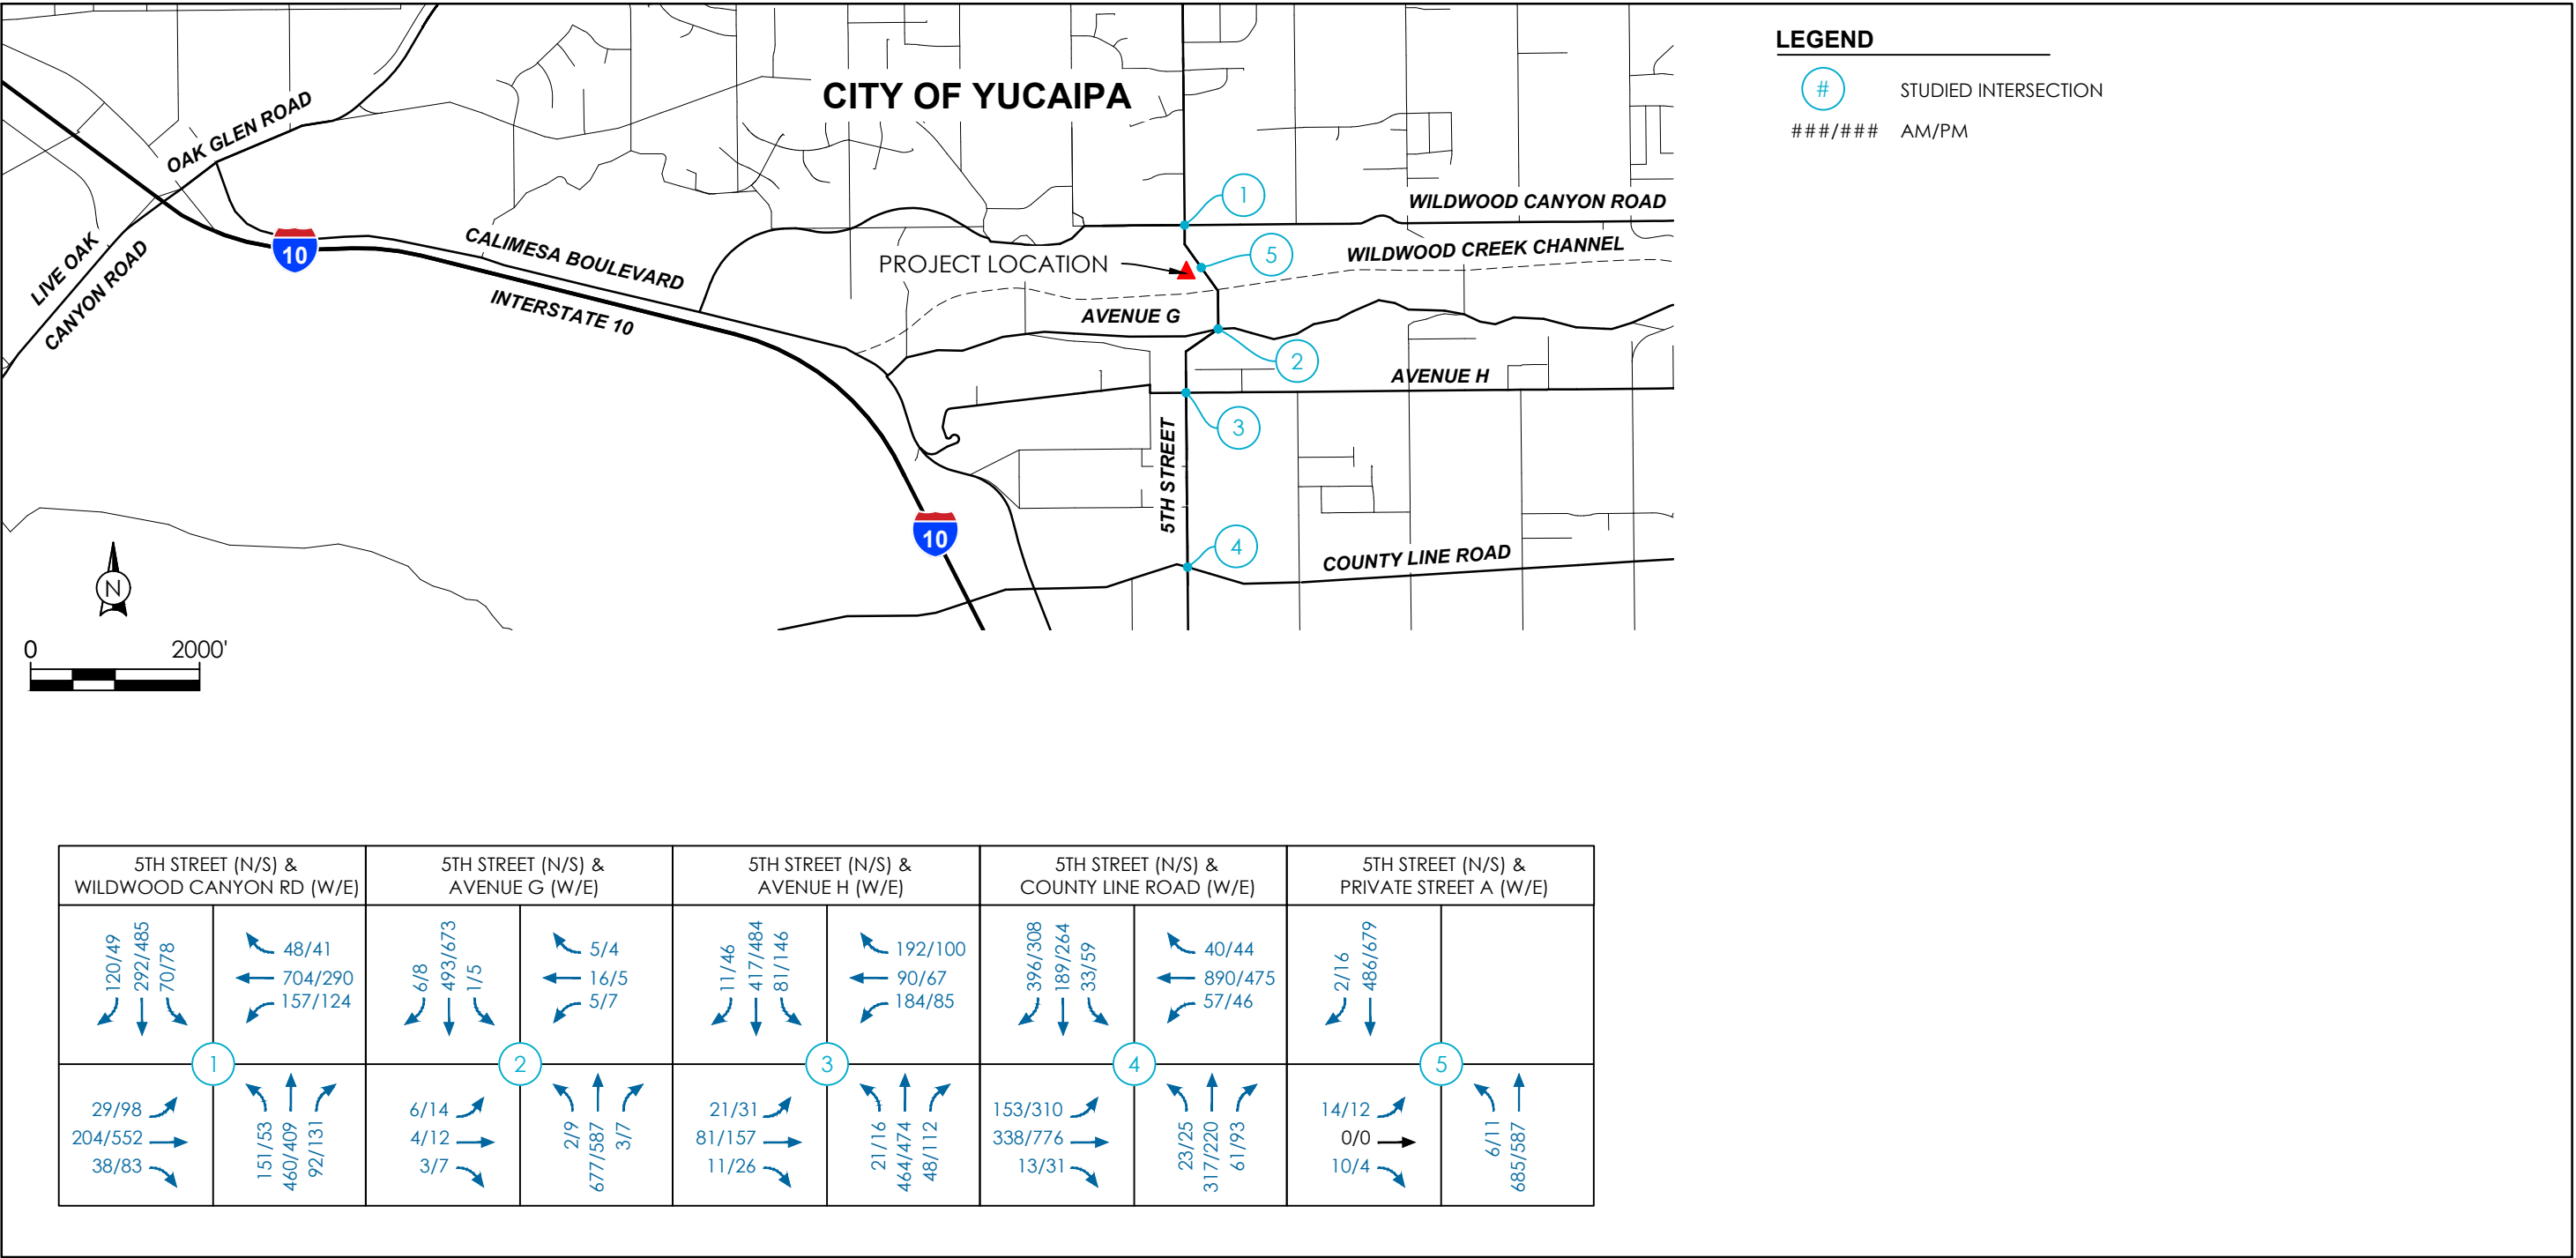 CITY OF YUCAIPA
LEGEND
#
STUDIED INTERSECTION
###/###
AM/PM
OAK GLEN ROAD
LIVE OAK
CANYON ROAD
10
CALIMESA BOULEVARD
INTERSTATE 10
PROJECT LOCATION
1
WILDWOOD CANYON ROAD
5
WILDWOOD CREEK CHANNEL
AVENUE G
2
AVENUE H
3
5TH STREET
10
4
COUNTY LINE ROAD
N
0
2000'
5TH STREET (N/S) &
WILDWOOD CANYON RD (W/E)
120/49
292/485
70/78
48/41
704/290
157/124
1
29/98
204/552
38/83
151/53
460/409
92/131
5TH STREET (N/S) &
AVENUE G (W/E)
6/8
493/673
1/5
5/4
16/5
5/7
2
6/14
4/12
3/7
2/9
677/587
3/7
5TH STREET (N/S) &
AVENUE H (W/E)
11/46
417/484
81/146
192/100
90/67
184/85
3
21/31
81/157
11/26
21/16
464/474
48/112
5TH STREET (N/S) &
COUNTY LINE ROAD (W/E)
396/308
189/264
33/59
40/44
890/475
57/46
4
153/310
338/776
13/31
23/25
317/220
61/93
5TH STREET (N/S) &
PRIVATE STREET A (W/E)
2/16
486/679
5
14/12
0/0
10/4
6/11
685/587